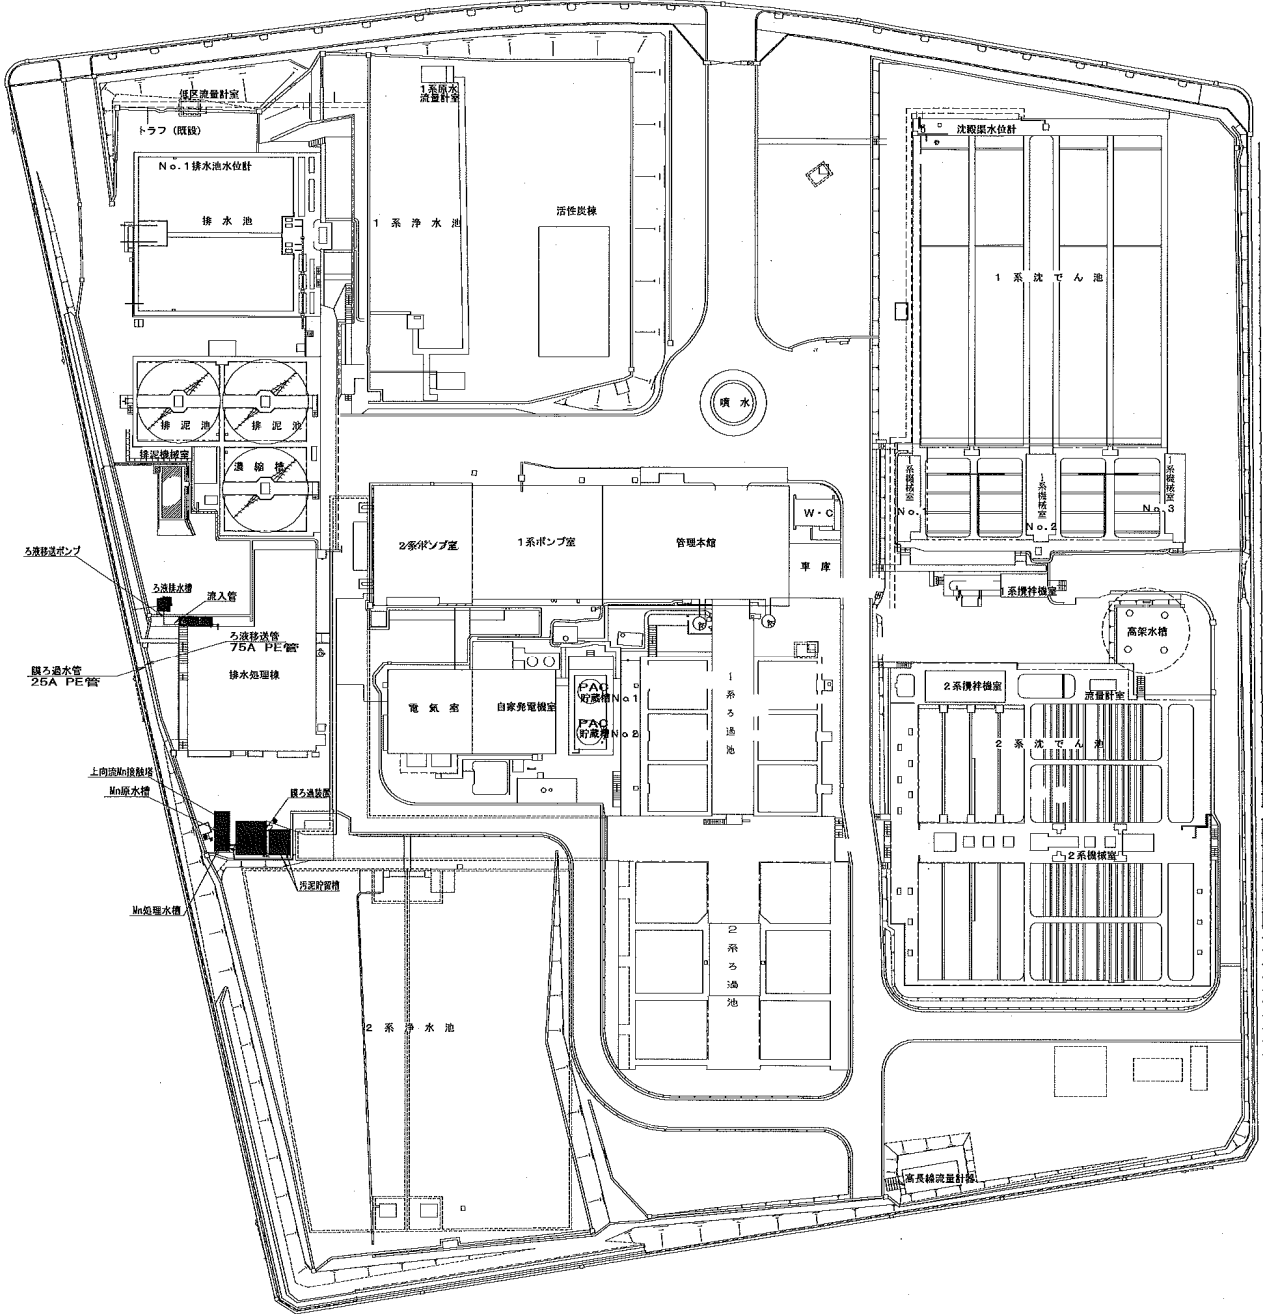 低区流量計室
トラフ（既設）
1系原水
流量計室
沈殿渠水位計
No.1排水池水位計
排水池
1系浄水池
活性炭棟
1系沈でん池
噴水
排泥池
排泥池
排泥機械室
濃縮槽
1系機械室
No.1
1系機械室
No.2
1系機械室
No.3
W・C
2系ポンプ室
1系ポンプ室
管理本館
車庫
ろ液移送ポンプ
ろ液排水槽
流入管
1系攪拌機室
高架水槽
ろ液移送管
75A PE管
膜ろ過水管
25A PE管
排水処理棟
2系攪拌機室
流量計室
PAC
貯蔵槽No1
PAC
貯蔵槽No2
電気室
自家発電機室
1系ろ過池
2系沈でん池
上向流Mn接触塔
Mn原水槽
膜ろ過装置
2系機械室
汚泥貯留槽
Mn処理水槽
2系ろ過池
2系浄水池
高長線流量計器